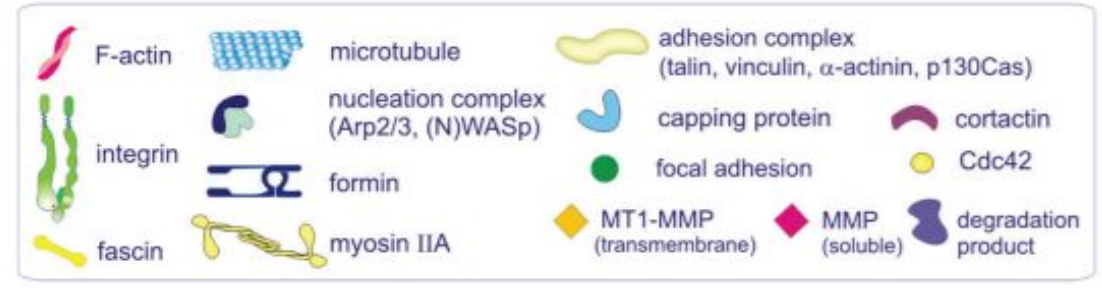 F-actin
integrin
fascin
microtubule
nucleation complex
(Arp2/3, (N)WASp)
formin
myosin IIA
adhesion complex
(talin, vinculin, α-actinin, p130Cas)
capping protein
cortactin
focal adhesion
Cdc42
MT1-MMP
(transmembrane)
MMP
(soluble)
degradation
product